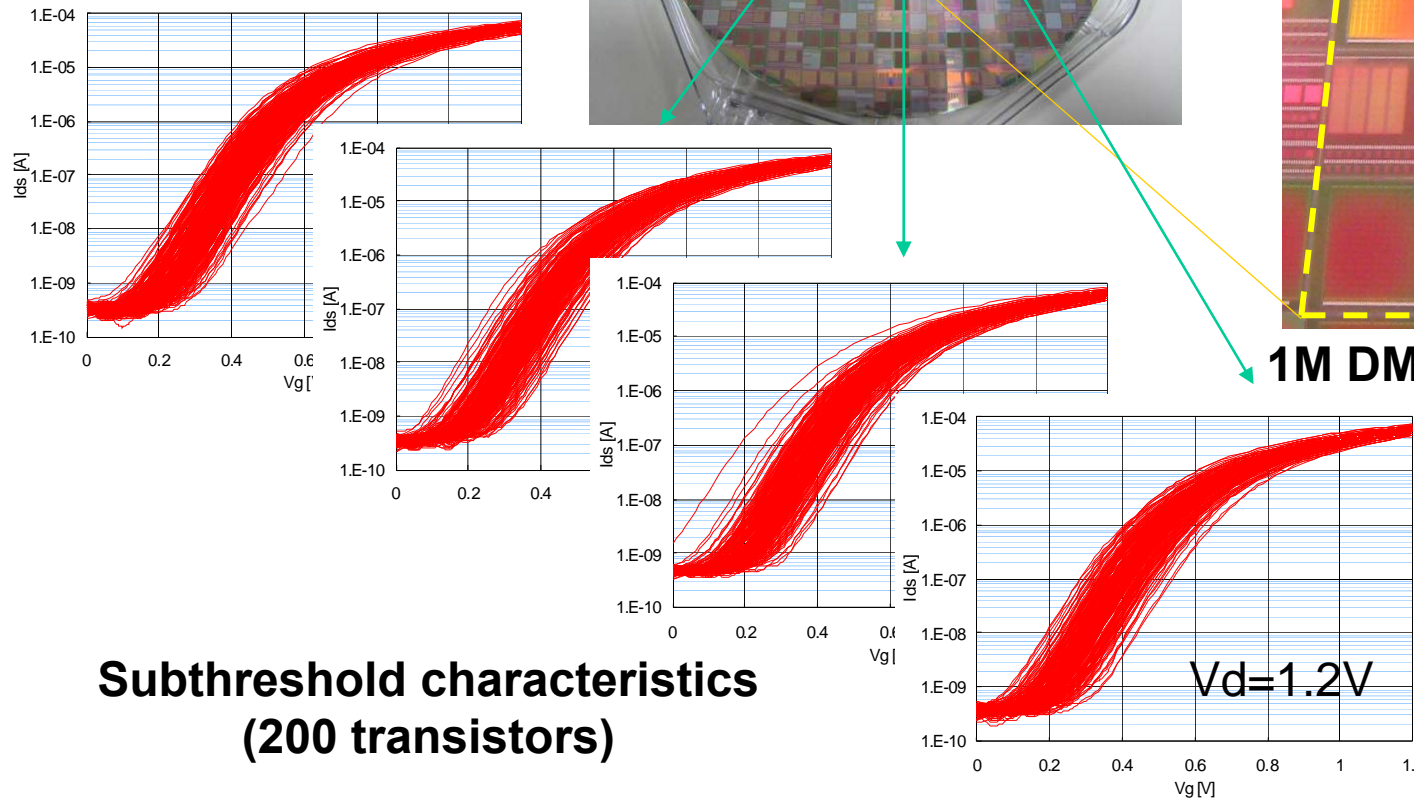 1.E-04
1.E-05
1.E-06
1.E-07
1.E-08
1.E-09
1.E-10
Ids [A]
0 0.2 0.4 0.6
Vg [V
1.E-04
1.E-05
1.E-06
1.E-07
1.E-08
1.E-09
1.E-10
Ids [A]
0 0.2 0.4
1.E-04
1.E-05
1.E-06
1.E-07
1.E-08
1.E-09
1.E-10
Ids [A]
0 0.2 0.4
Vg [
1M DM
1.E-04
1.E-05
1.E-06
1.E-07
1.E-08
1.E-09
1.E-10
Ids [A]
Vd=1.2V
0 0.2 0.4 0.6 0.8 1 1.
Vg [V]
Subthreshold characteristics
(200 transistors)